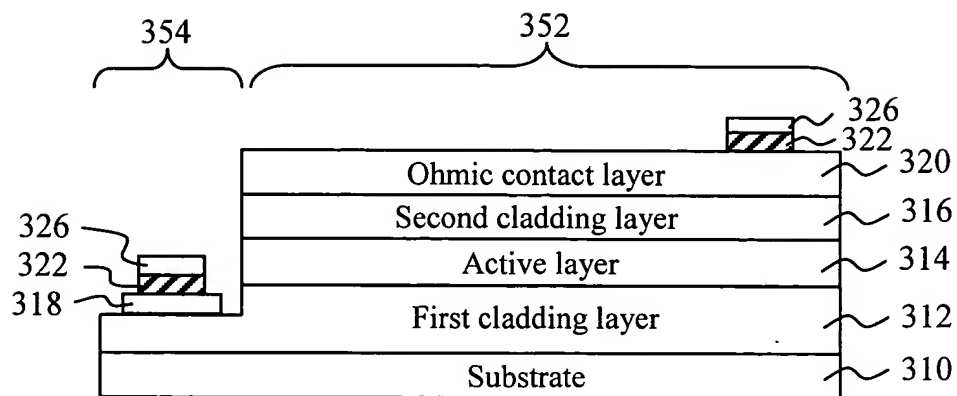 354
352
326
322
Ohmic contact layer
320
Second cladding layer
316
326
Active layer
314
322
318
First cladding layer
312
Substrate
310